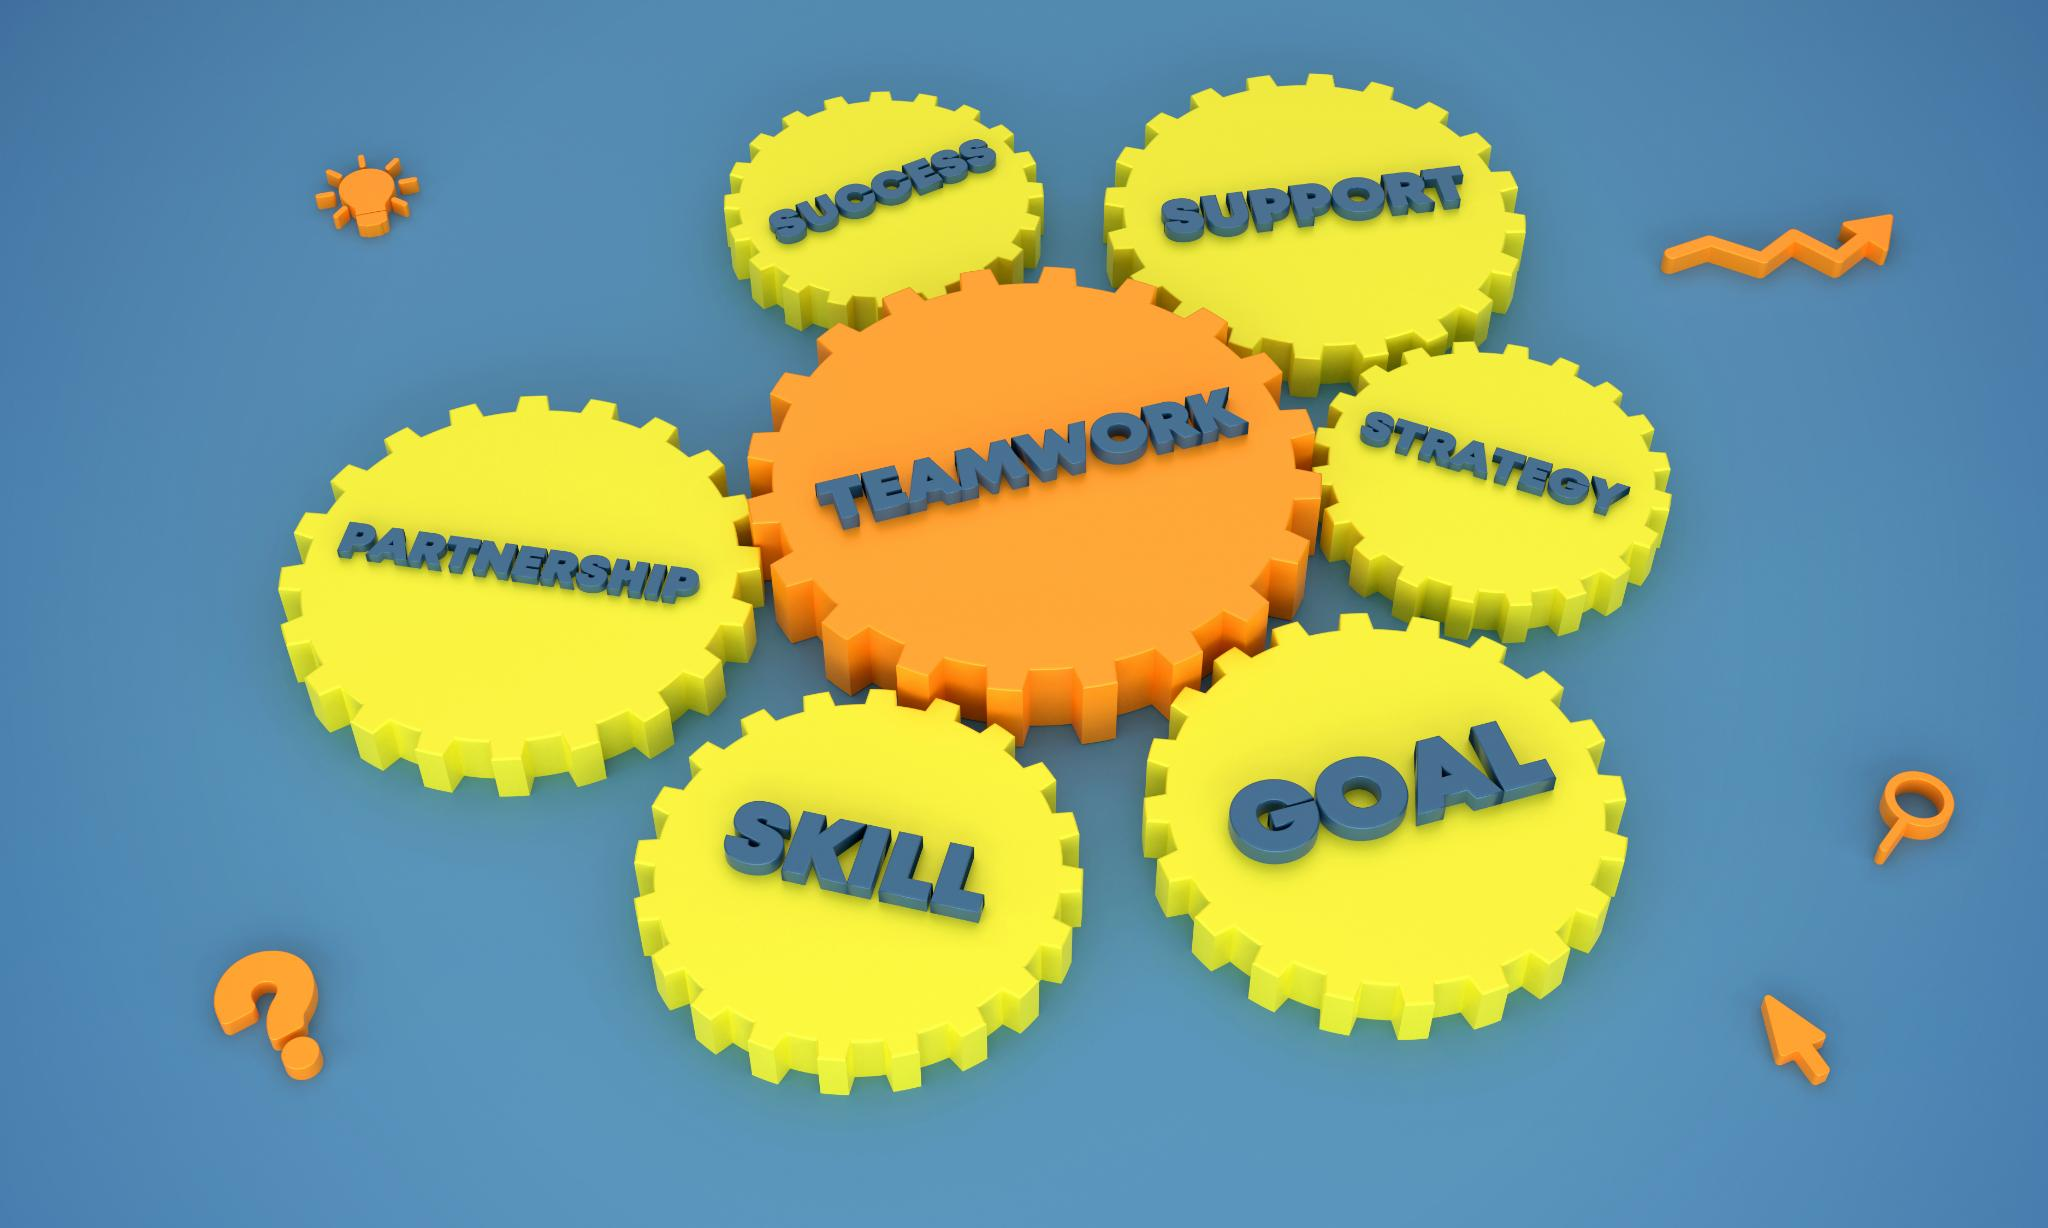 SUCCESS
SUPPORT
TEAMWORK
STRATEGY
PARTNERSHIP
SKILL
GOAL